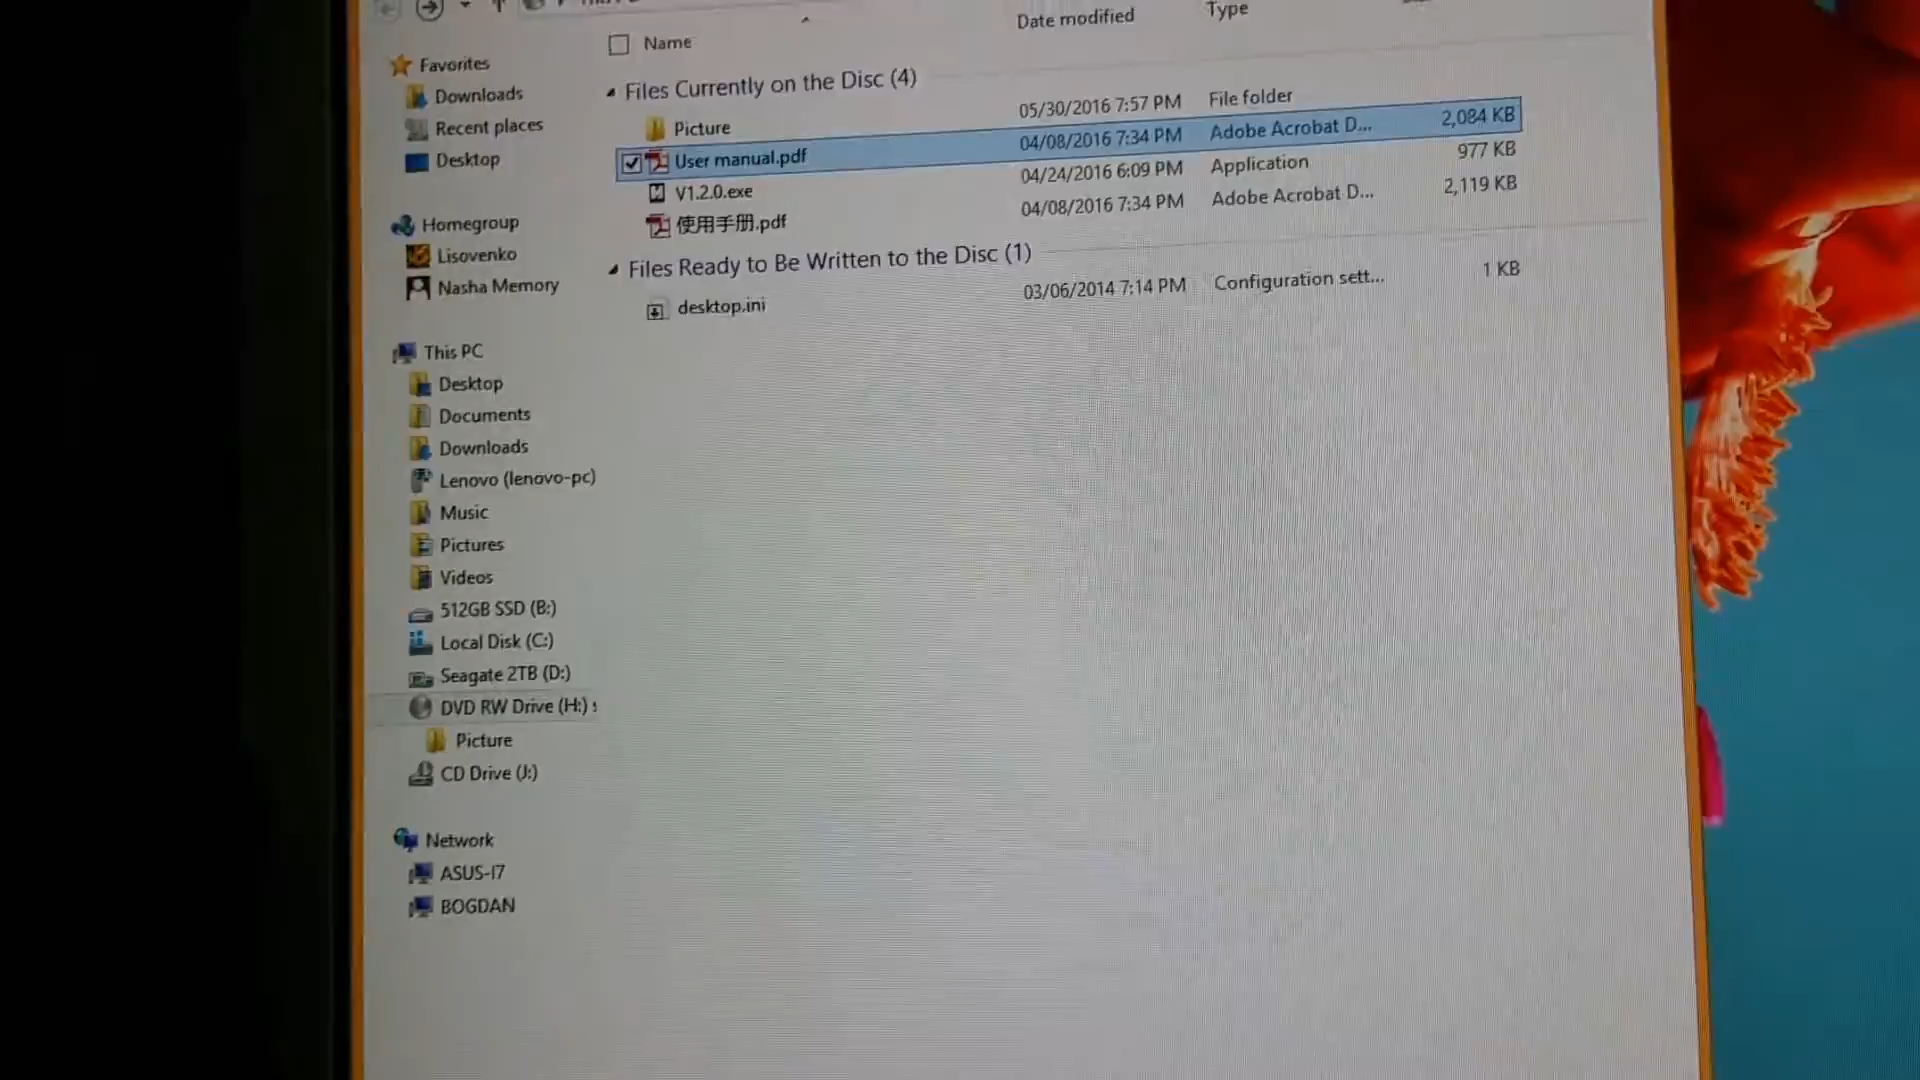 Name Date modified Type
Files Currently on the Disc (4)
Picture 05/30/2016 7:57 PM File folder
User manual.pdf 04/08/2016 7:34 PM Adobe Acrobat D... 2,084 KB
V1.2.0.exe 04/24/2016 6:09 PM Application 977 KB
使用手册.pdf 04/08/2016 7:34 PM Adobe Acrobat D... 2,119 KB
Files Ready to Be Written to the Disc (1)
desktop.ini 03/06/2014 7:14 PM Configuration sett... 1 KB
Favorites
Downloads
Recent places
Desktop
Homegroup
Lisovenko
Nasha Memory
This PC
Desktop
Documents
Downloads
Lenovo (lenovo-pc)
Music
Pictures
Videos
512GB SSD (B:)
Local Disk (C:)
Seagate 2TB (D:)
DVD RW Drive (H:)
Picture
CD Drive (J:)
Network
ASUS-I7
BOGDAN